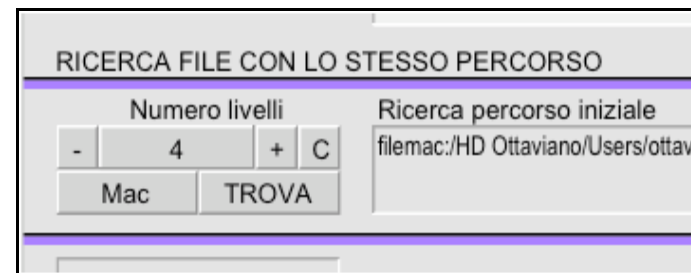 RICERCA FILE CON LO STESSO PERCORSO
Numero livelli
- 4 + C
Mac TROVA
Ricerca percorso iniziale
filemac:/HD Ottaviano/Users/ottav